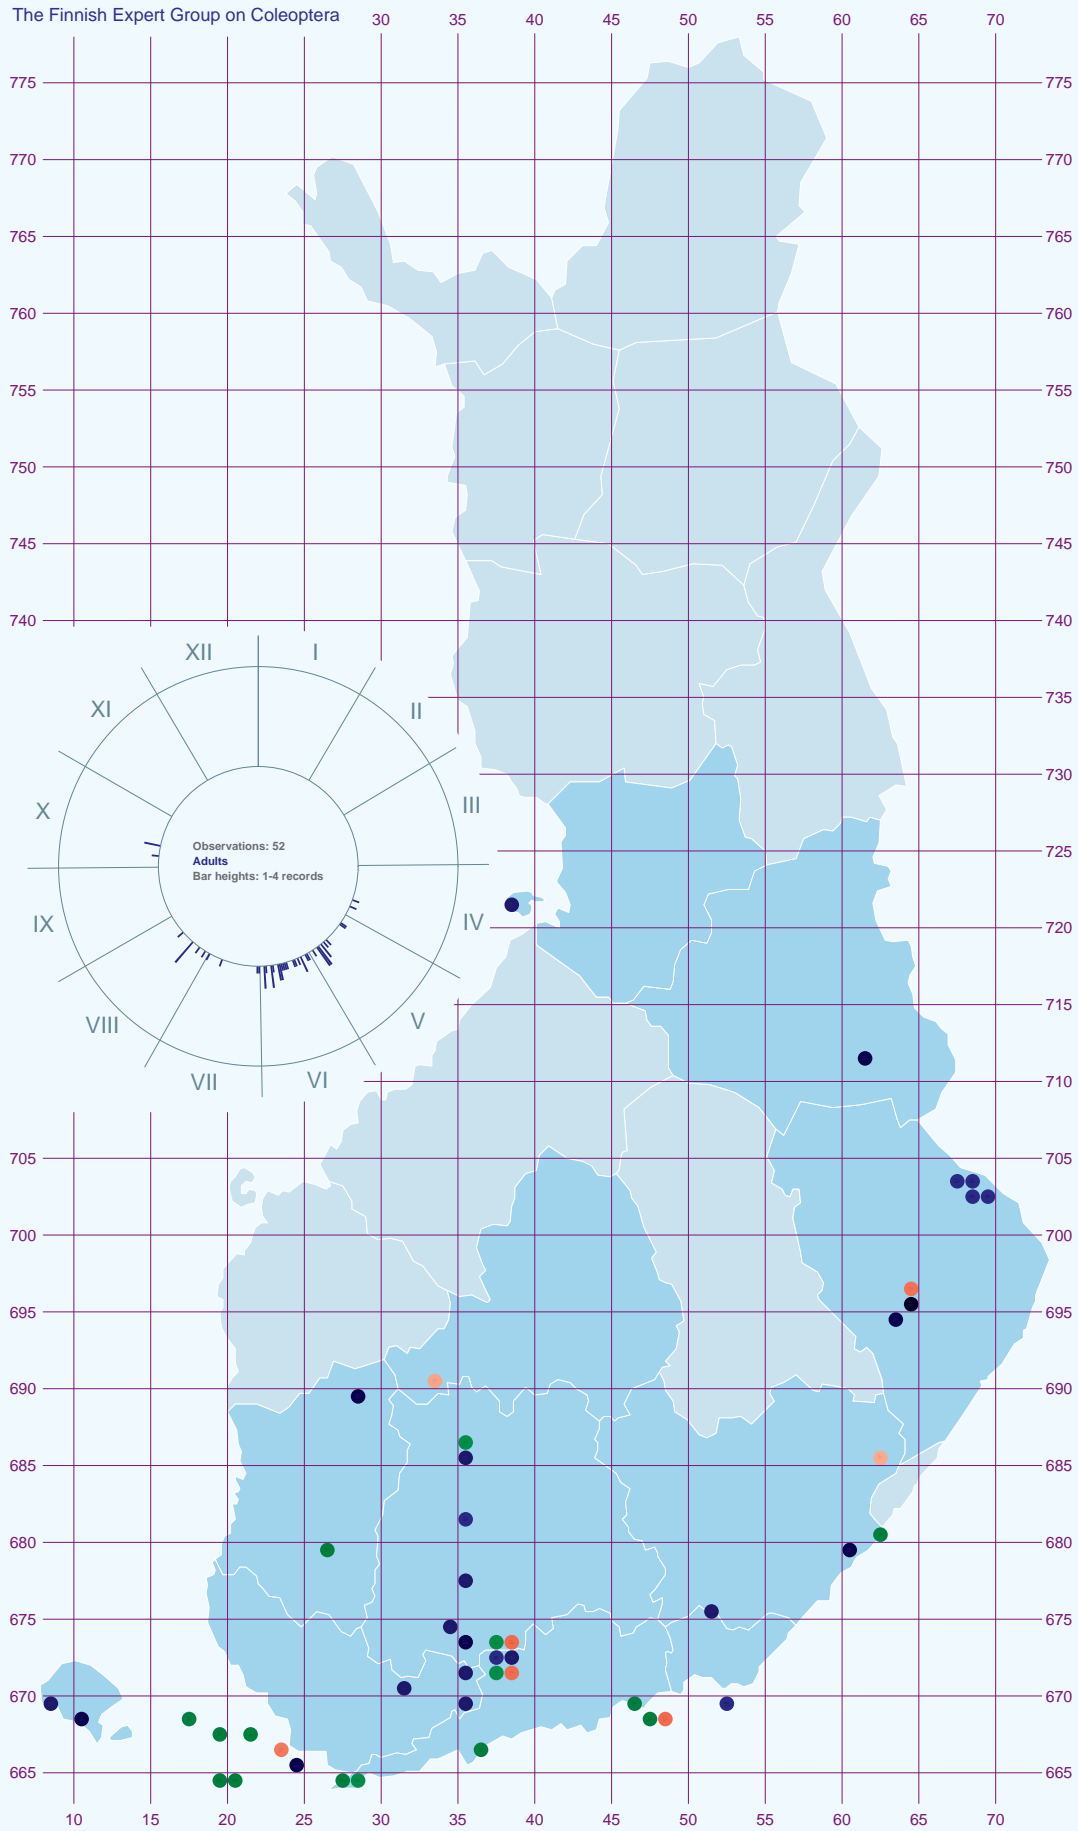 The Finnish Expert Group on Coleoptera 30 35 40 45 50 55 60 65 70
775 775
770 770
765 765
760 760
755 755
750 750
745 745
740 740
XII I
735
XI II
730
X III
725
Observations: 52
Adults
Bar heights: 1-4 records
IX IV 720
715
VIII V
VII VI 710
705 705
700 700
695 695
690 690
685 685
680 680
675 675
670 670
665 665
10 15 20 25 30 35 40 45 50 55 60 65 70